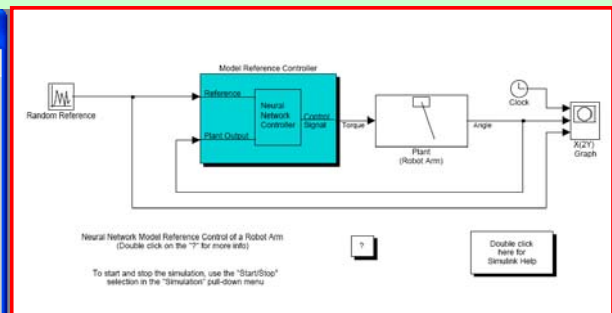 Model Reference Controller
Reference
Random Reference
Neural
Network
Controller
Control
Signal
Plant Output
Torque
Plant
(Robot Arm)
Angle
Clock
X(2Y)
Graph
Neural Network Model Reference Control of a Robot Arm
(Double click on the "?" for more info)
?
Double click
here for
Simulink Help
To start and stop the simulation, use the "Start/Stop"
selection in the "Simulation" pull-down menu